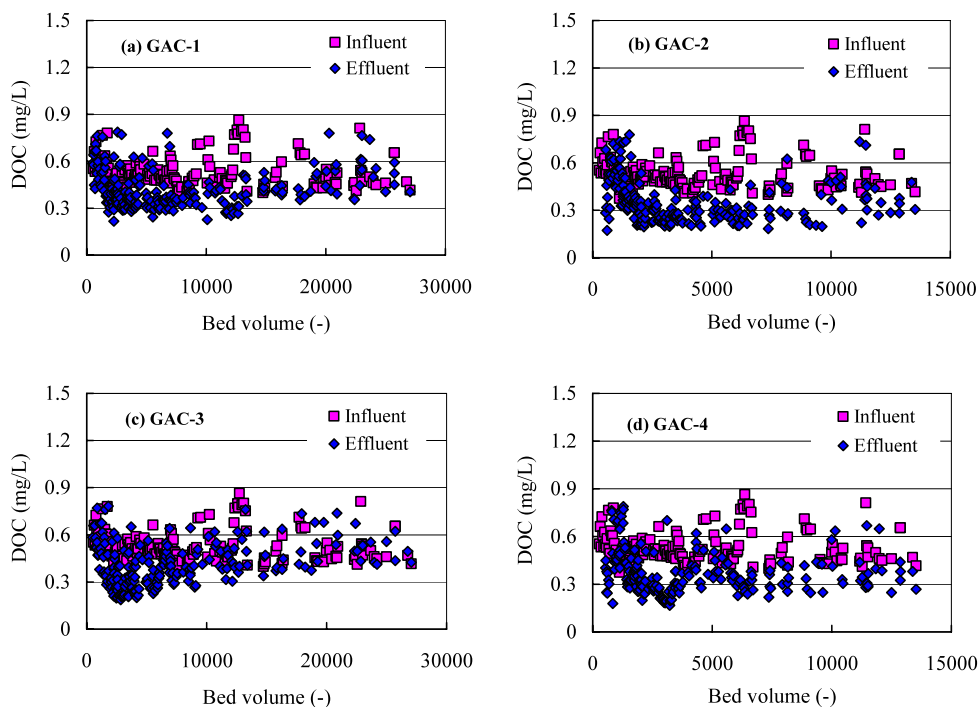 (a) GAC-1
Influent
Effluent
DOC (mg/L)
1.5
1.2
0.9
0.6
0.3
0
0 10000 20000 30000
Bed volume (-)
(b) GAC-2
Influent
Effluent
DOC (mg/L)
1.5
1.2
0.9
0.6
0.3
0
0 5000 10000 15000
Bed volume (-)
(c) GAC-3
Influent
Effluent
DOC (mg/L)
1.5
1.2
0.9
0.6
0.3
0
0 10000 20000 30000
Bed volume (-)
(d) GAC-4
Influent
Effluent
DOC (mg/L)
1.5
1.2
0.9
0.6
0.3
0
0 5000 10000 15000
Bed volume (-)